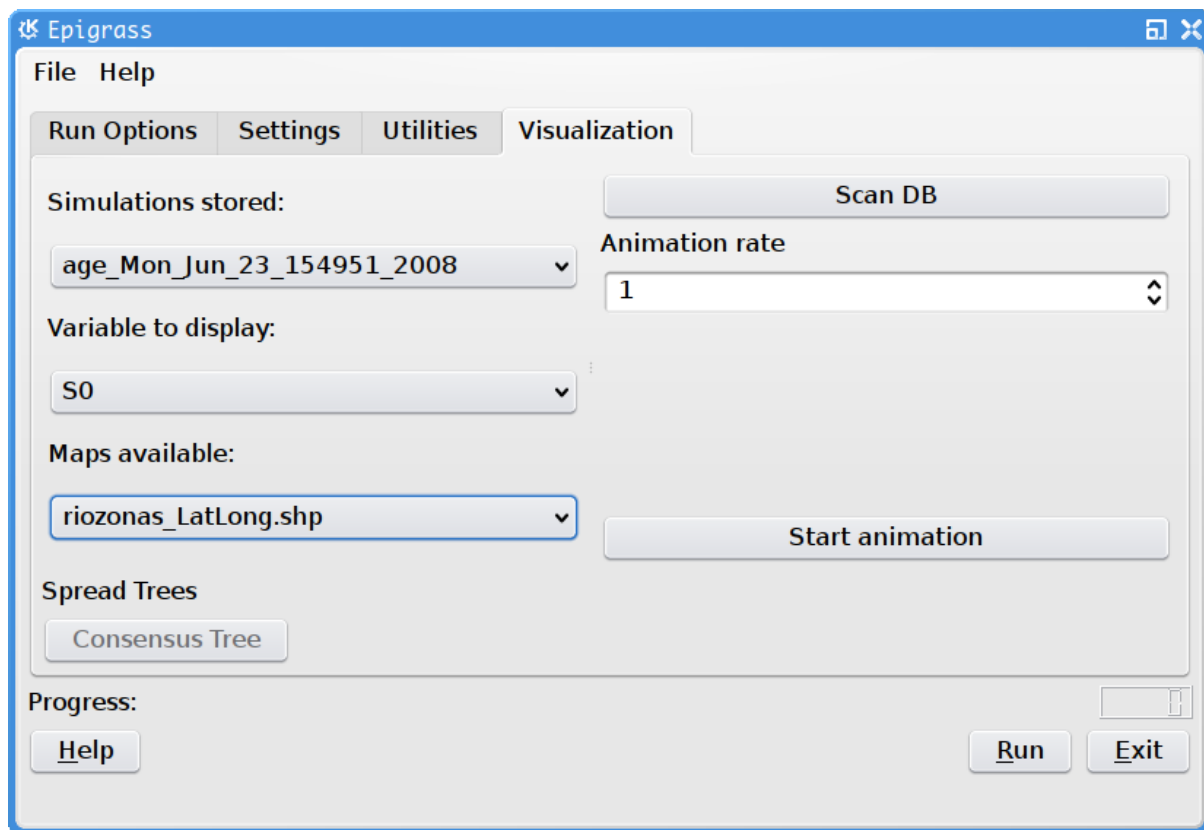 Epigrass
File Help
Run Options Settings Utilities Visualization
Simulations stored:
Scan DB
age_Mon_Jun_23_154951_2008
Animation rate
1
Variable to display:
S0
Maps available:
riozonas_LatLong.shp
Start animation
Spread Trees
Consensus Tree
Progress:
0
Help
Run
Exit